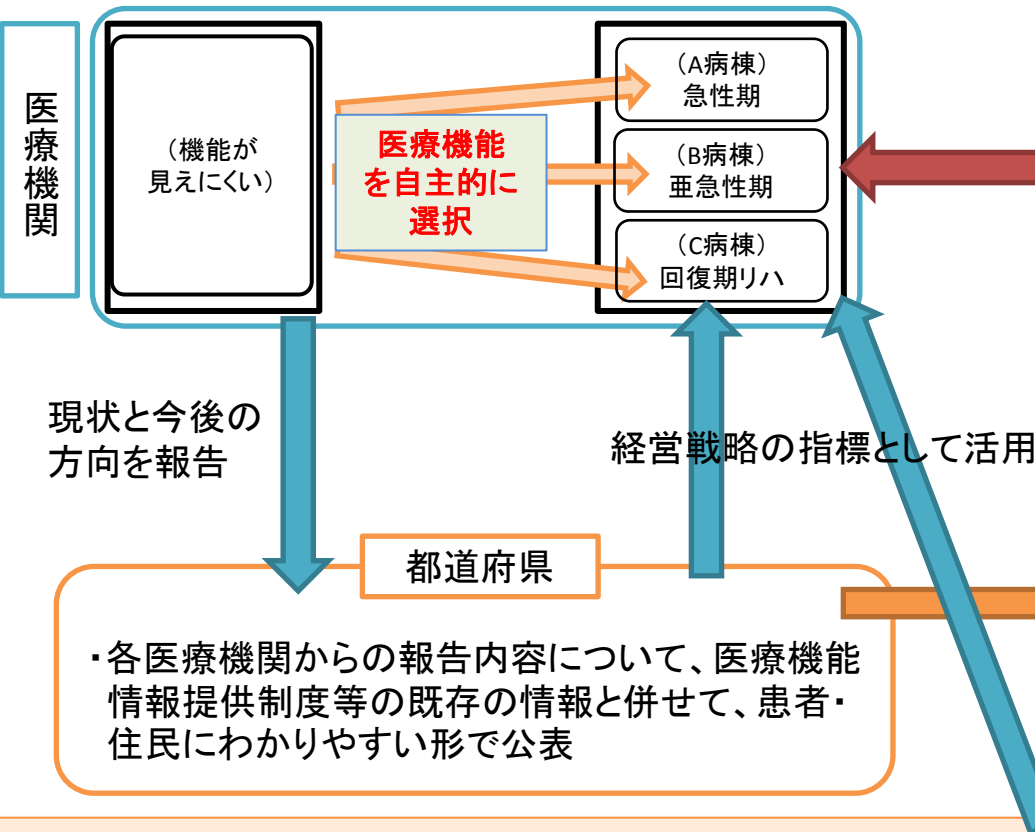 医療機関
（機能が
見えにくい）
医療機能
を自主的に
選択
（A病棟）
急性期
（B病棟）
亜急性期
（C病棟）
回復期リハ
現状と今後の
方向を報告
経営戦略の指標として活用
都道府県
・各医療機関からの報告内容について、医療機能
情報提供制度等の既存の情報と併せて、患者・
住民にわかりやすい形で公表